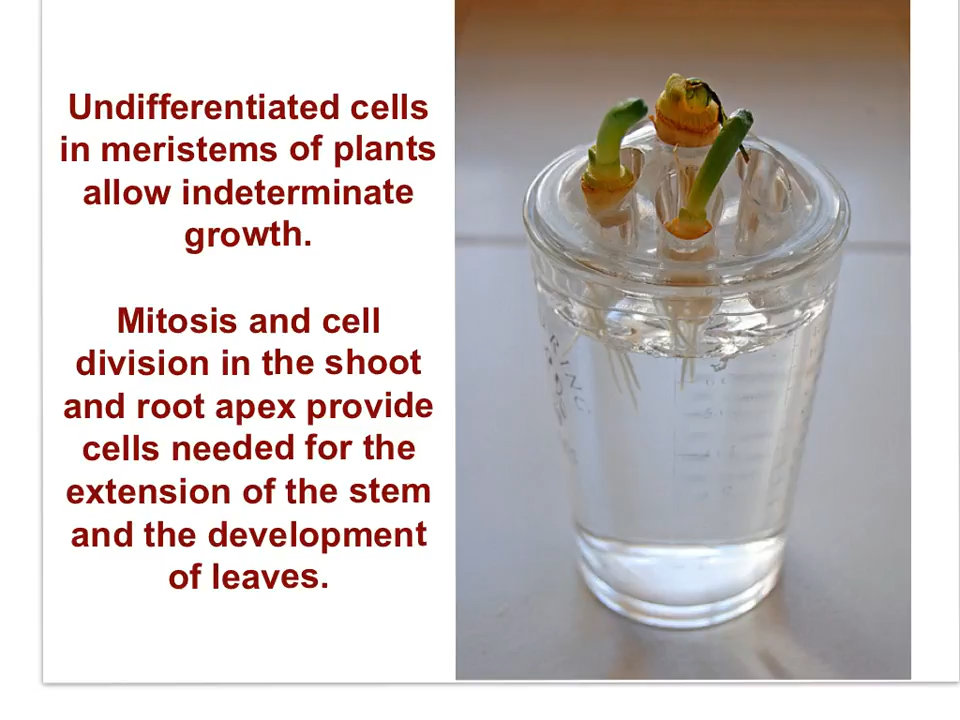 Undifferentiated cells
in meristems of plants
allow indeterminate
growth.
Mitosis and cell
division in the shoot
and root apex provide
cells needed for the
extension of the stem
and the development
of leaves.